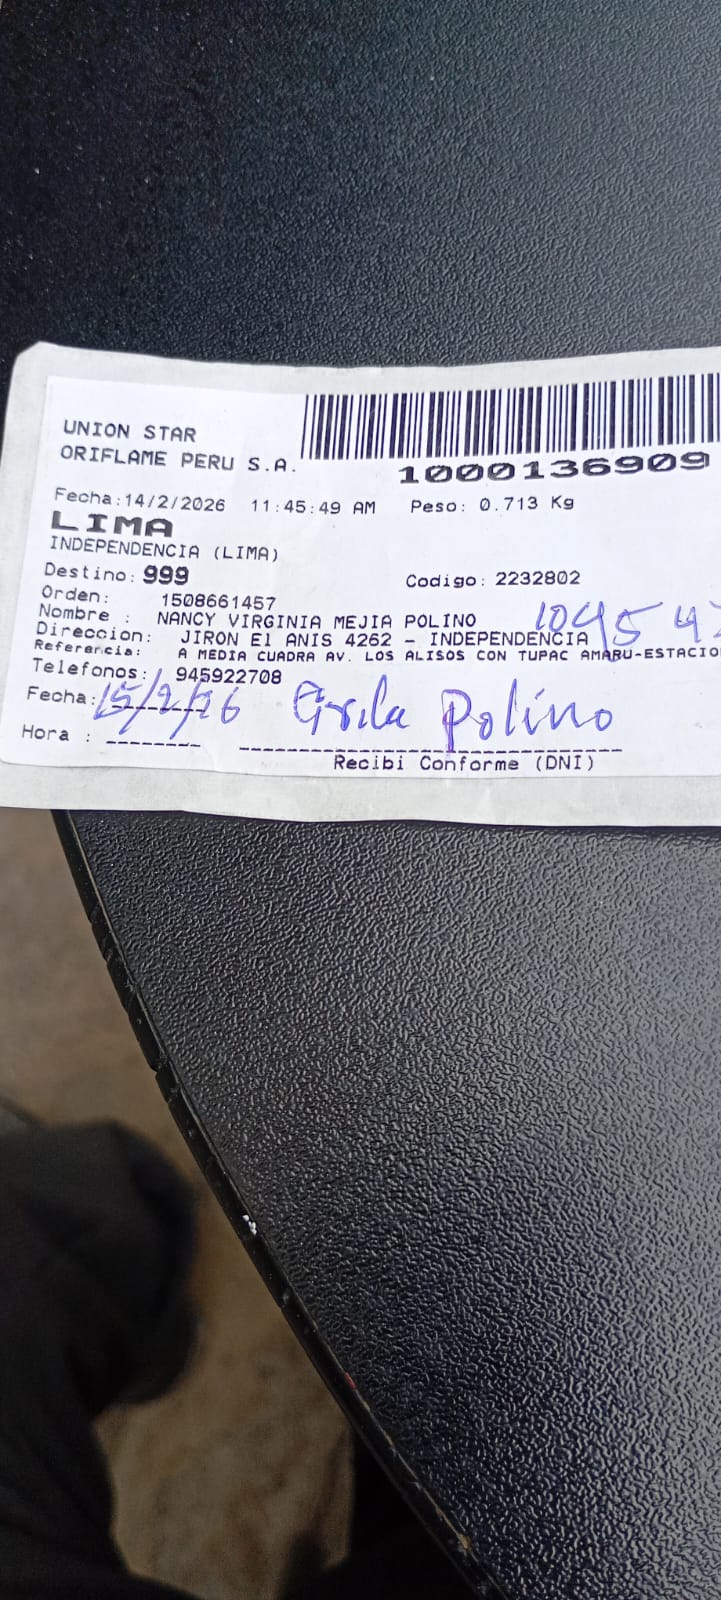 UNION STAR
ORIFLAME PERU S.A.
1000136909
Fecha:14/2/2026 11:45:49 AM Peso: 0.713 Kg
LIMA
INDEPENDENCIA (LIMA)
Destino: 999 Codigo: 2232802
Orden: 1508661457
Nombre : NANCY VIRGINIA MEJIA POLINO
Direccion: JIRON El ANIS 4262 - INDEPENDENCIA
Referencia: A MEDIA CUADRA AV. LOS ALISOS CON TUPAC AMARU-ESTACIO
Telefonos: 945922708
Fecha: 15/2/26 Polino
Hora : --------
Recibi Conforme (DNI)